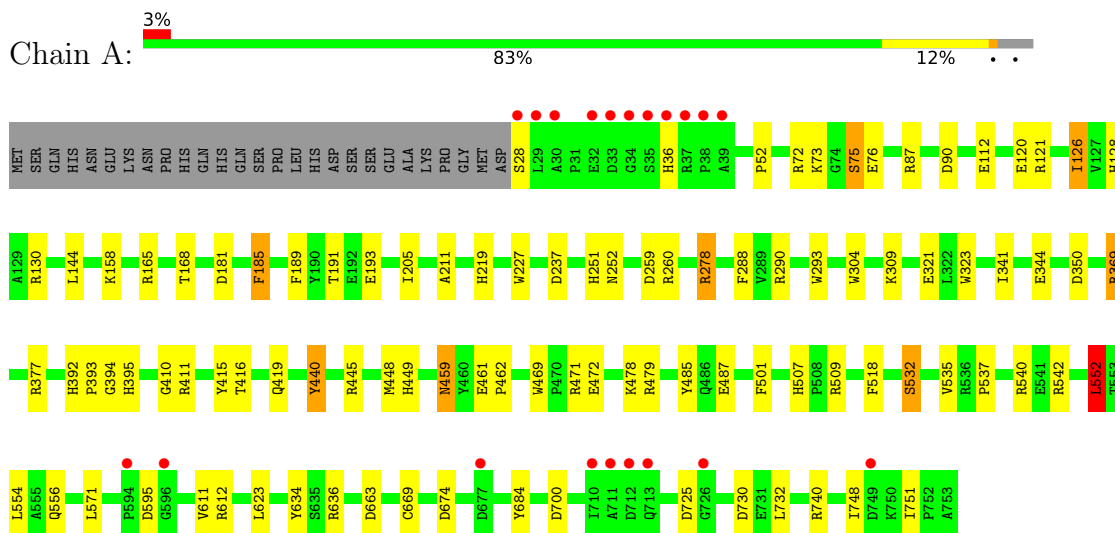 3%
Chain A:
83% 12% • •
MET SER GLN HIS ASN GLU LYS ASN PRO HIS GLN HIS GLN SER PRO LEU HIS ASP SER SER GLU ALA LYS PRO GLY MET ASP S28 L29 A30 P31 E32 D33 G34 S35 H36 R37 P38 A39 P52 R72 K73 G74 S75 E76 R87 D90 E112 E120 R121 I126 V127 H128
A129 R130 L144 K158 R165 T168 D181 F185 F189 Y190 T191 E192 E193 I205 A211 H219 W227 D237 H251 N252 D259 R260 R278 F288 V289 R290 W293 W304 K309 E321 L322 W323 I341 E344 D350 R369
R377 H392 P393 G394 H395 G410 R411 Y415 T416 Q419 Y440 R445 M448 H449 N459 Y460 E461 P462 W469 P470 R471 E472 K478 R479 Y485 Q486 E487 F501 H507 P508 R509 F518 S532 V535 R536 P537 R540 E541 R542 L552 T553
L554 A555 Q556 L571 P594 D595 G596 V611 R612 L623 Y634 S635 R636 D663 C669 D674 D677 Y684 D700 I710 A711 D712 Q713 D725 G726 D730 E731 L732 R740 I748 D749 K750 I751 P752 A753